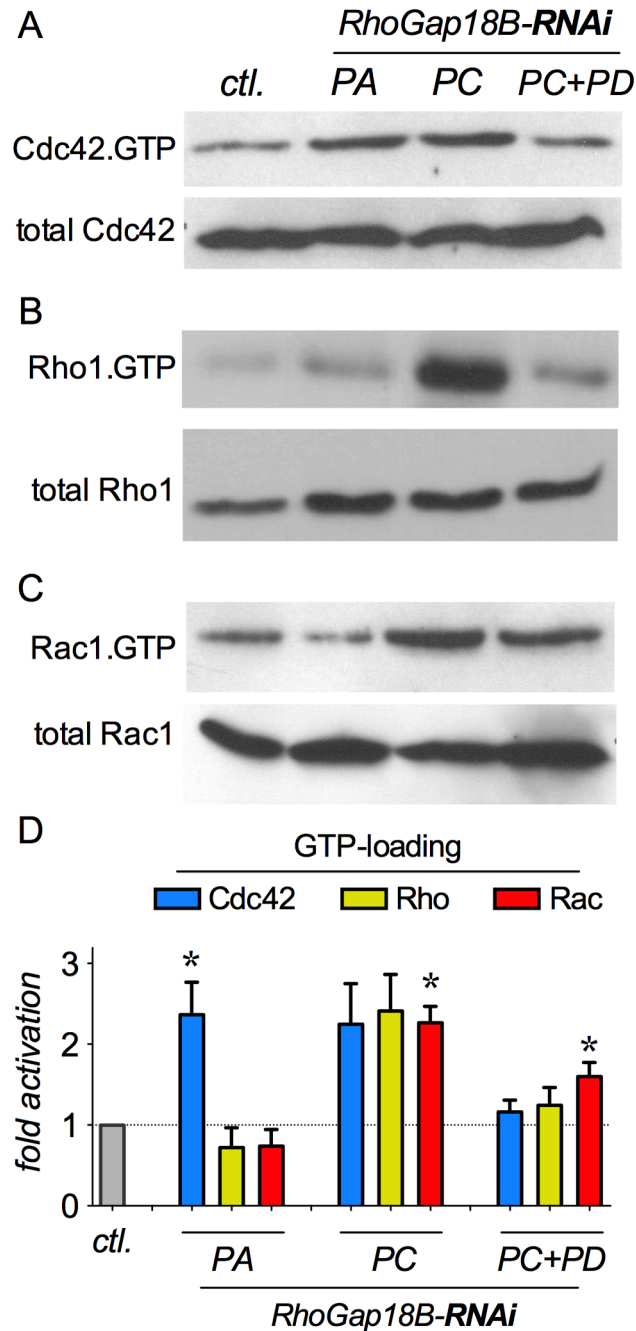 A
RhoGap18B-RNAi
ctl. PA PC PC+PD
Cdc42.GTP
total Cdc42
B
Rho1.GTP
total Rho1
C
Rac1.GTP
total Rac1
D
GTP-loading
Cdc42 Rho Rac
fold activation
3
2
1
0
* * *
ctl. PA PC PC+PD
RhoGap18B-RNAi